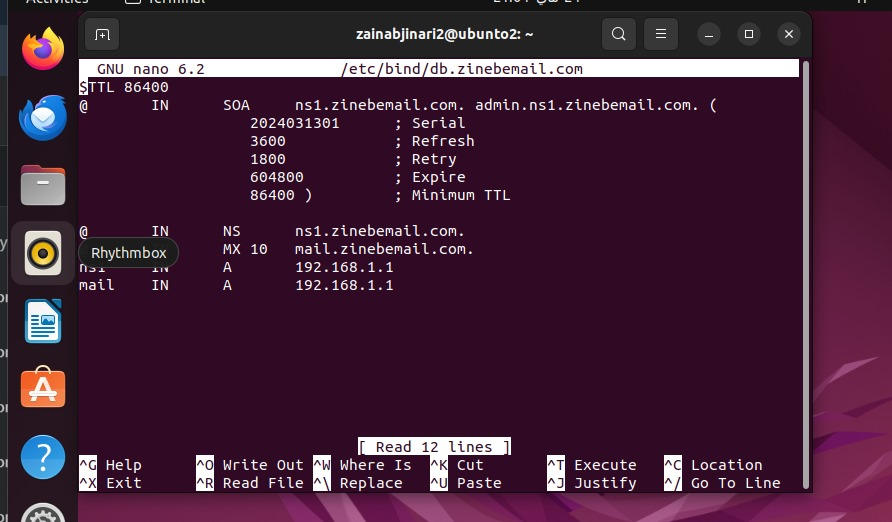 zainabjinari2@ubunto2: ~
GNU nano 6.2 /etc/bind/db.zinebemail.com
$TTL 86400
@ IN SOA ns1.zinebemail.com. admin.ns1.zinebemail.com. (
2024031301 ; Serial
3600 ; Refresh
1800 ; Retry
604800 ; Expire
86400 ) ; Minimum TTL
@ IN NS ns1.zinebemail.com.
Rhythmbox
MX 10 mail.zinebemail.com.
ns1 IN A 192.168.1.1
mail IN A 192.168.1.1
[ Read 12 lines ]
^G Help ^O Write Out ^W Where Is ^K Cut ^T Execute ^C Location
^X Exit ^R Read File ^\ Replace ^U Paste ^J Justify ^/ Go To Line